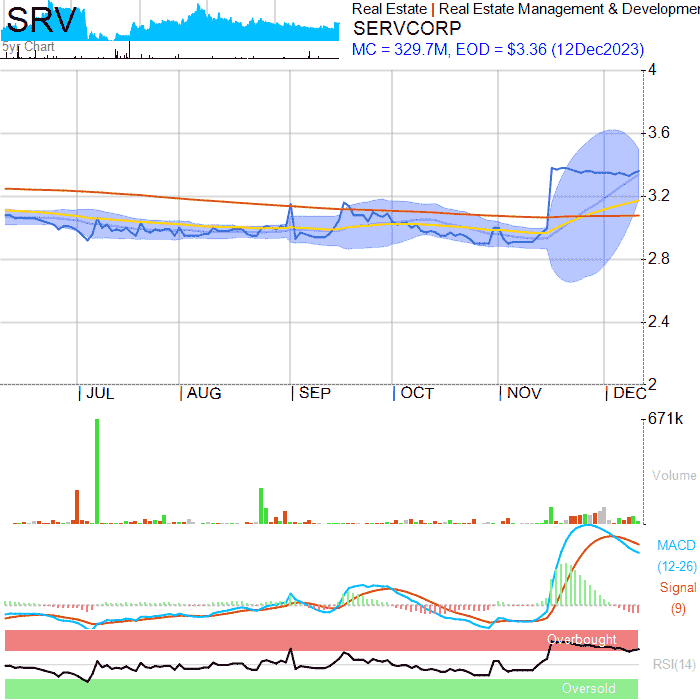 SRV
5yr Chart
Real Estate | Real Estate Management & Developmen
SERVCORP
MC = 329.7M, EOD = $3.36 (12Dec2023)
4
3.6
3.2
2.8
2.4
2
JUL
AUG
SEP
OCT
NOV
DEC
671k
Volume
MACD
(12-26)
Signal
(9)
Overbought
RSI(14)
Oversold